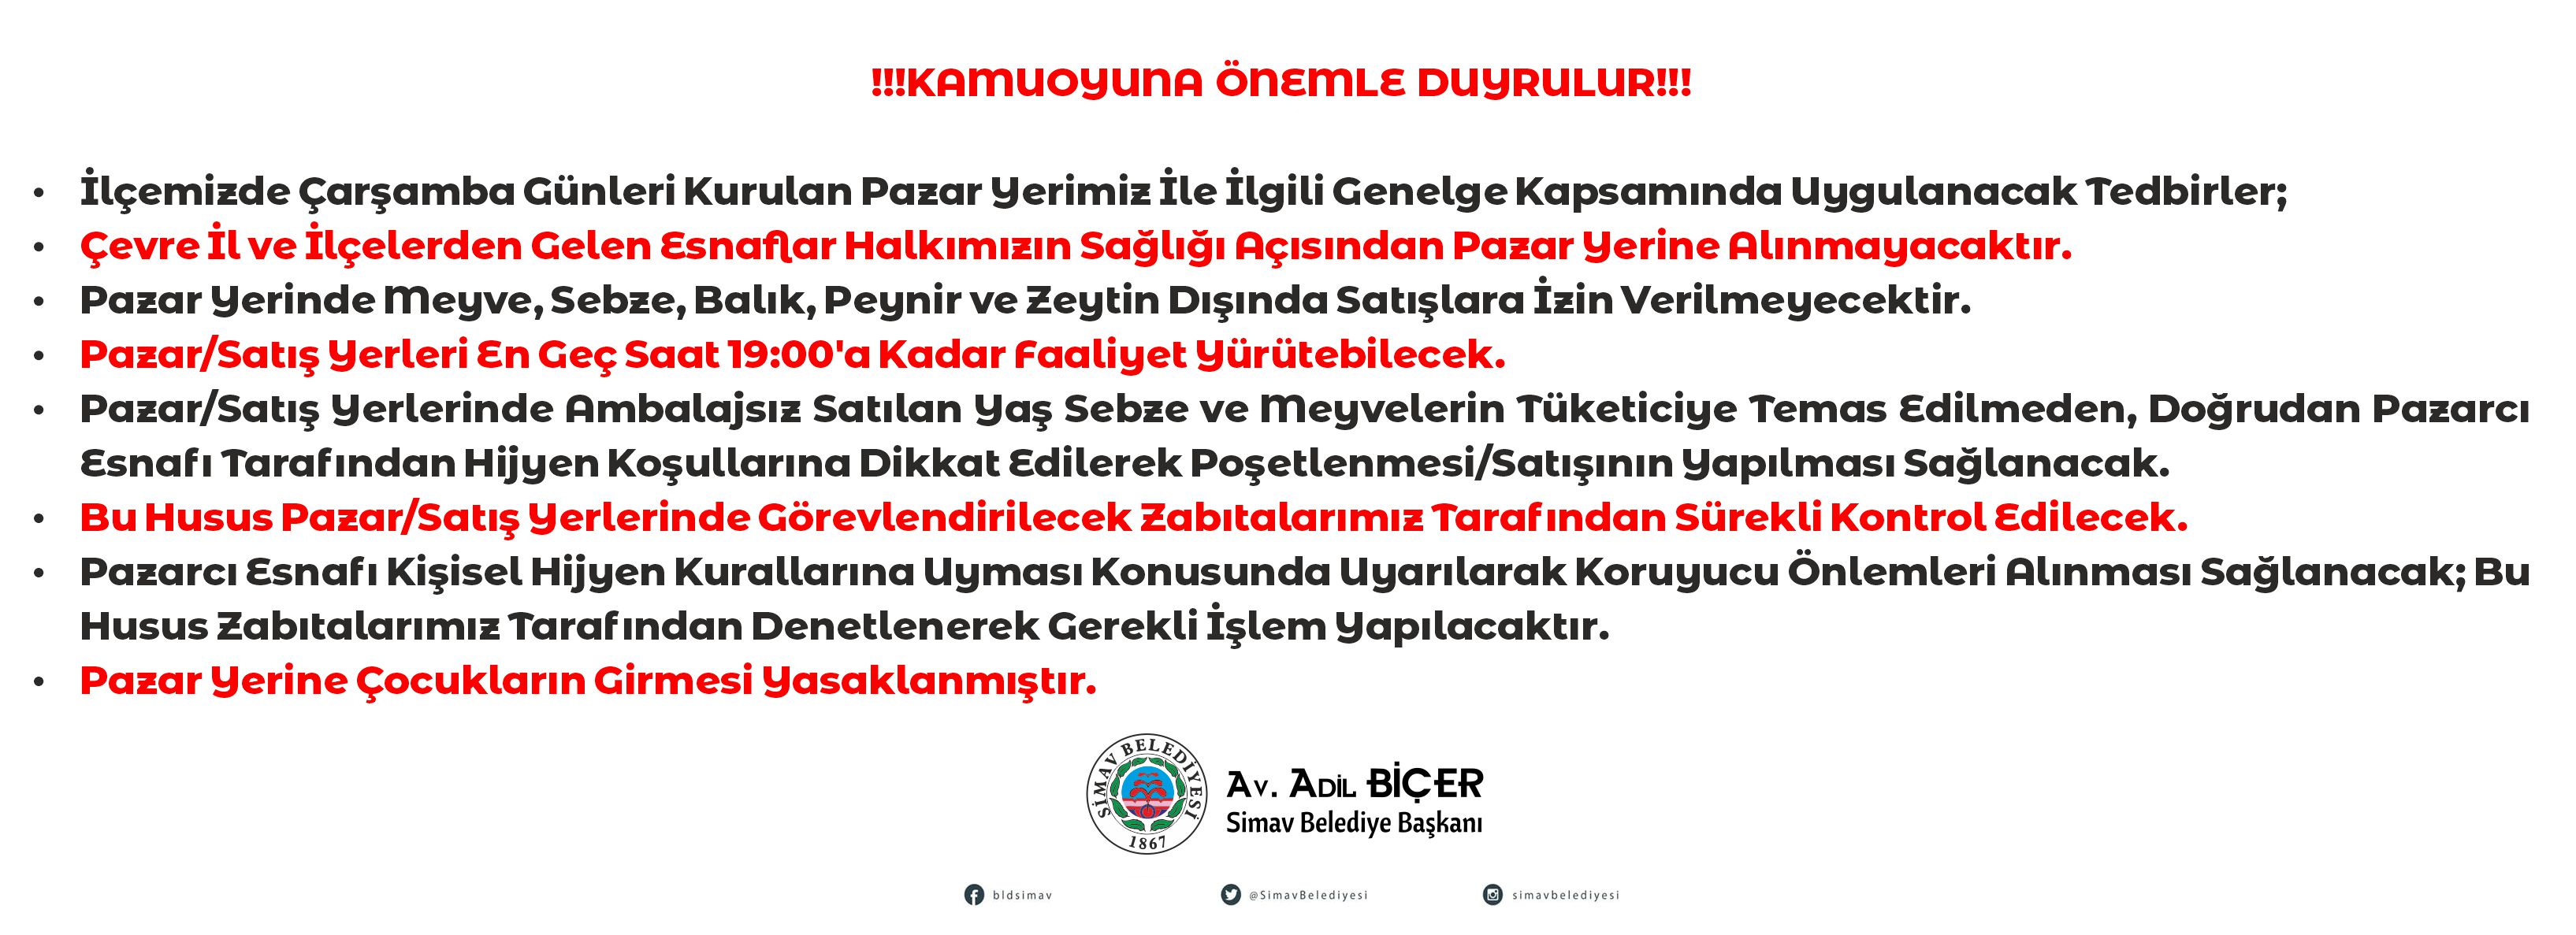 !!!KAMUOYUNA ÖNEMLE DUYRULUR!!!
• İlçemizde Çarşamba Günleri Kurulan Pazar Yerimiz İle İlgili Genelge Kapsamında Uygulanacak Tedbirler;
• Çevre İl ve İlçelerden Gelen Esnaflar Halkımızın Sağlığı Açısından Pazar Yerine Alınmayacaktır.
• Pazar Yerinde Meyve, Sebze, Balık, Peynir ve Zeytin Dışında Satışlara İzin Verilmeyecektir.
• Pazar/Satış Yerleri En Geç Saat 19:00'a Kadar Faaliyet Yürütebilecek.
• Pazar/Satış Yerlerinde Ambalajsız Satılan Yaş Sebze ve Meyvelerin Tüketiciye Temas Edilmeden, Doğrudan Pazarcı
Esnafı Tarafından Hijyen Koşullarına Dikkat Edilerek Poşetlenmesi/Satışının Yapılması Sağlanacak.
• Bu Husus Pazar/Satış Yerlerinde Görevlendirilecek Zabıtalarımız Tarafından Sürekli Kontrol Edilecek.
• Pazarcı Esnafı Kişisel Hijyen Kurallarına Uyması Konusunda Uyarılarak Koruyucu Önlemleri Alınması Sağlanacak; Bu
Husus Zabıtalarımız Tarafından Denetlenerek Gerekli İşlem Yapılacaktır.
• Pazar Yerine Çocukların Girmesi Yasaklanmıştır.
SİMAV BELEDİYESİ
1867
Av. Adil BİÇER
Simav Belediye Başkanı
bldsimav
@SimavBelediyesi
simavbelediyesi